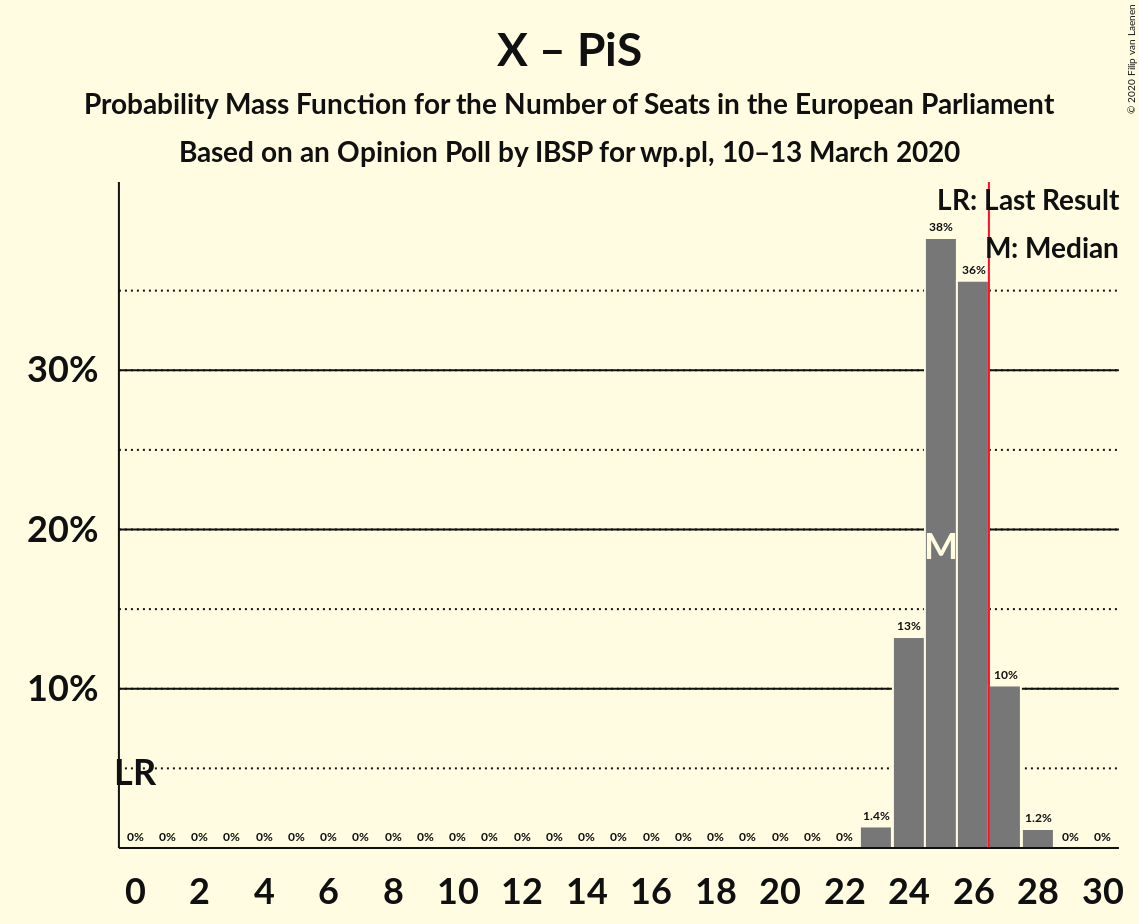 X – PiS
Probability Mass Function for the Number of Seats in the European Parliament
Based on an Opinion Poll by IBSP for wp.pl, 10–13 March 2020
© 2020 Filip van Laenen
LR: Last Result
M: Median
38%
36%
30%
20%
M
13%
10%
10%
LR
1.4%
1.2%
0% 0% 0% 0% 0% 0% 0% 0% 0% 0% 0% 0% 0% 0% 0% 0% 0% 0% 0% 0% 0% 0% 0% 0% 0%
0 2 4 6 8 10 12 14 16 18 20 22 24 26 28 30